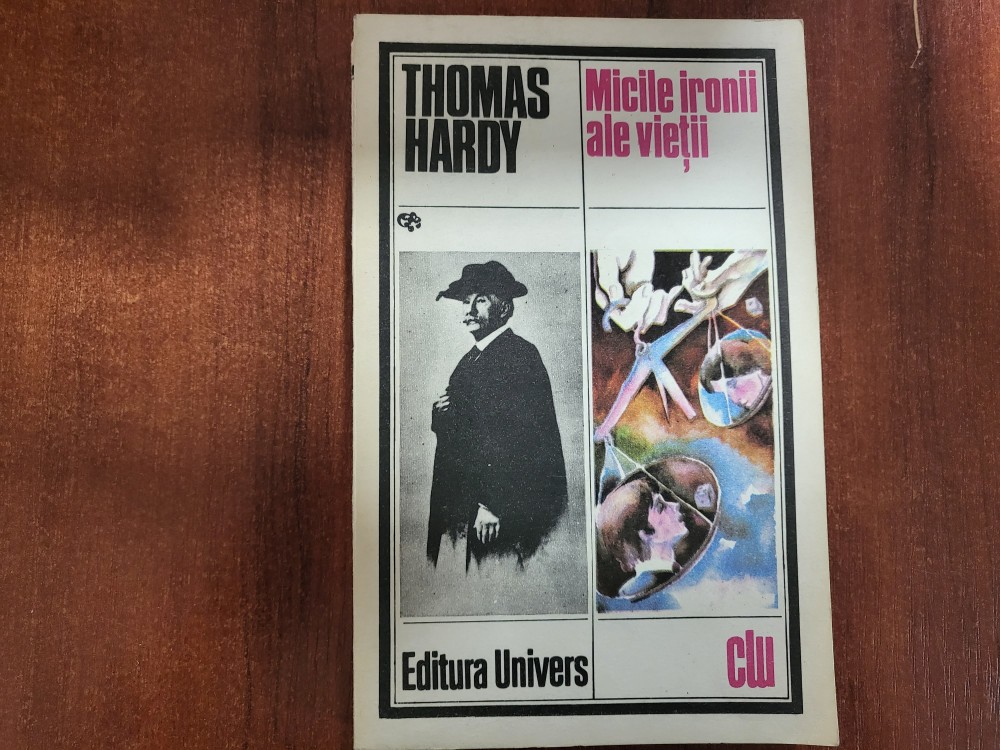 THOMAS
HARDY
Micile ironii
ale vieții
Editura Univers
clu